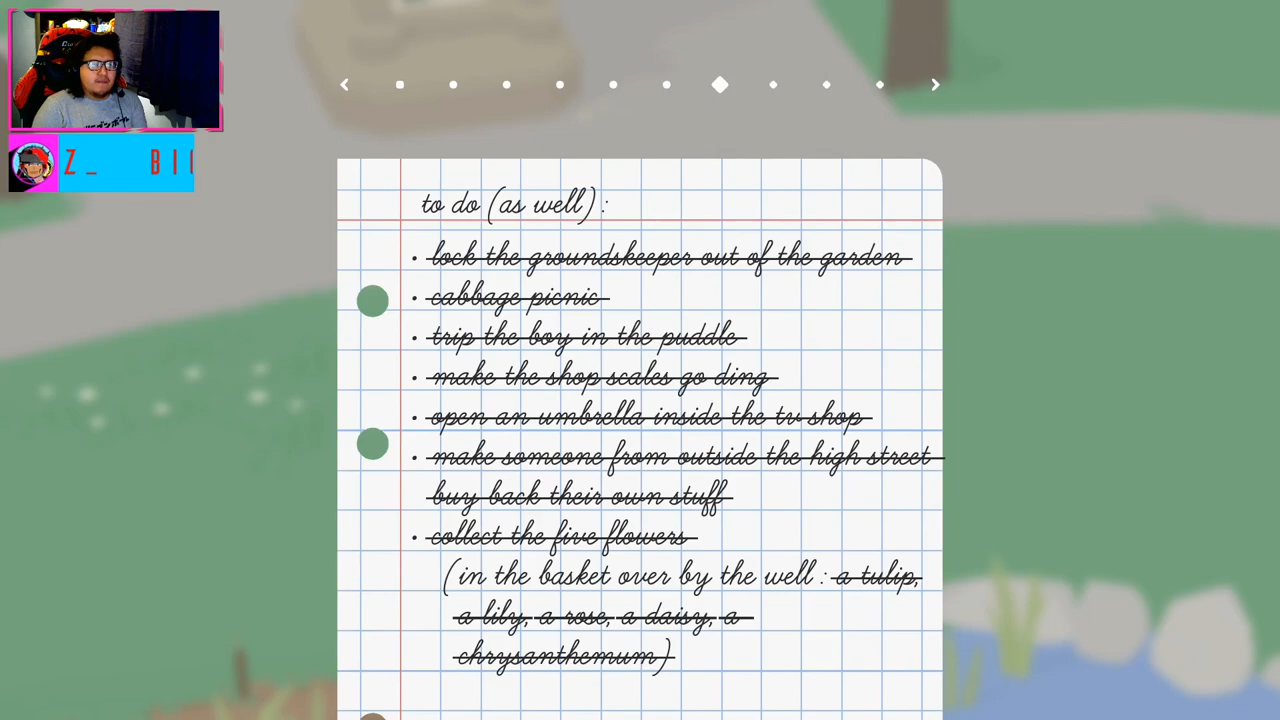 Z_ BI
to do (as well) :
• lock the groundskeeper out of the garden
• cabbage picnic
• trip the boy in the puddle
• make the shop scales go ding
• open an umbrella inside the tv shop
• make someone from outside the high street
buy back their own stuff
• collect the five flowers
(in the basket over by the well : a tulip,
a lily, a rose, a daisy, a
chrysanthemum)